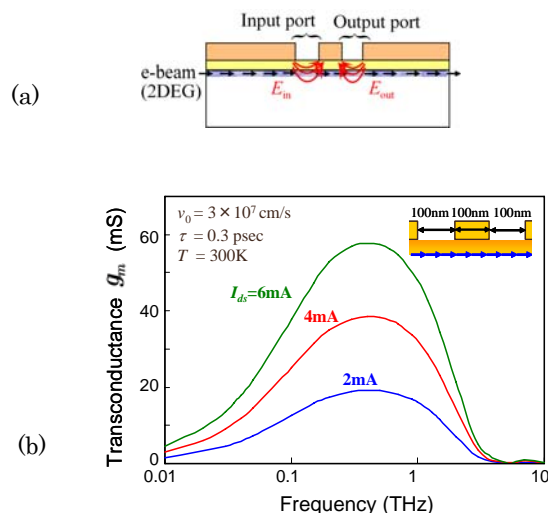 Input port Output port
(a)
e-beam
(2DEG)
E_in E_out
(b)
Transconductance g_m (mS)
v_0 = 3 × 10^7 cm/s
τ = 0.3 psec
T = 300K
100nm 100nm 100nm
I_ds=6mA
4mA
2mA
60
40
20
0
0.01 0.1 1 10
Frequency (THz)